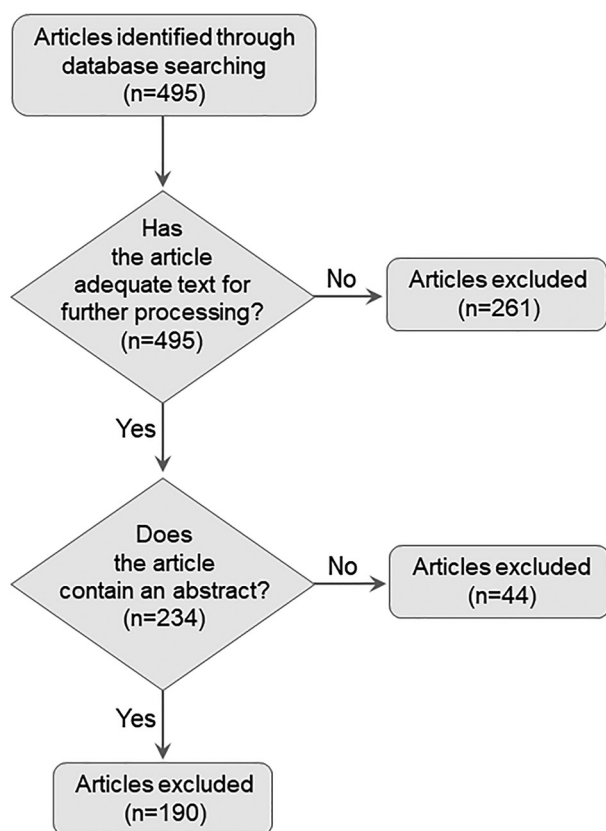 Articles identified through
database searching
(n=495)
Has
the article
adequate text for
further processing?
(n=495)
No
Articles excluded
(n=261)
Yes
Does
the article
contain an abstract?
(n=234)
No
Articles excluded
(n=44)
Yes
Articles excluded
(n=190)